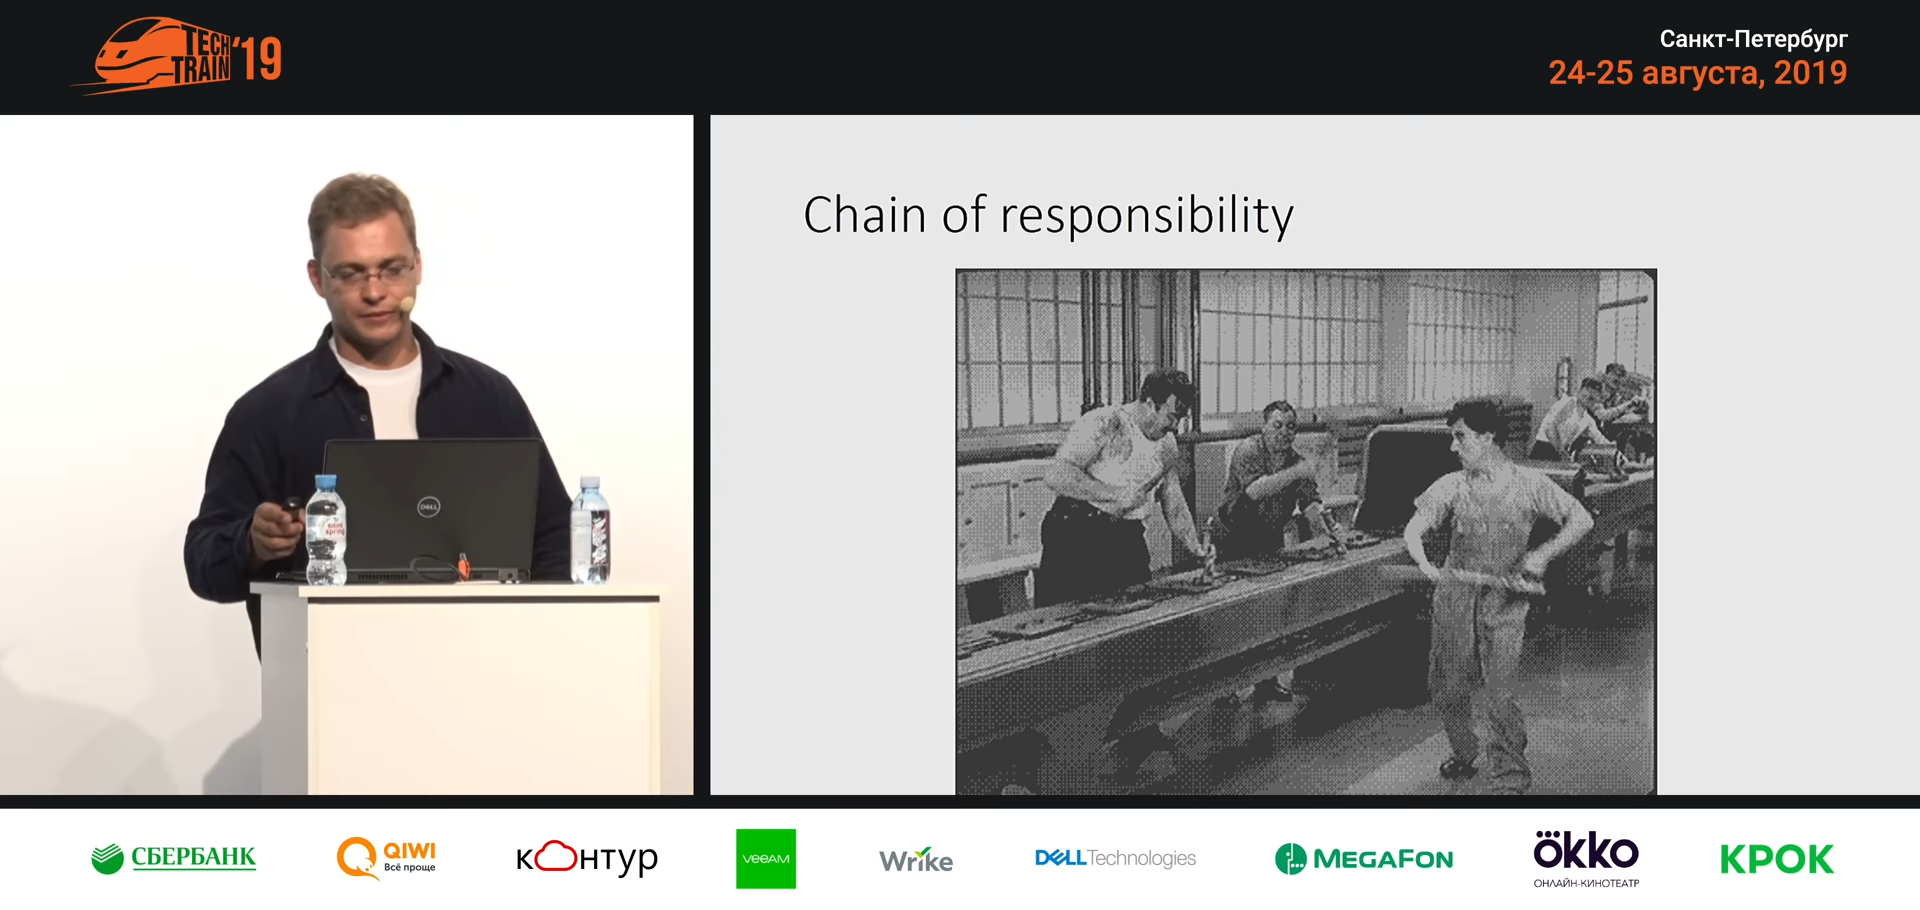 TECH
TRAIN'19
Санкт-Петербург
24-25 августа, 2019
Chain of responsibility
DELL
СБЕРБАНК
QIWI
Всё проще
контур
veeAM
Wrike
DELL Technologies
MEGAFON
ökko
ОНЛАЙН-КИНОТЕАТР
КРОК